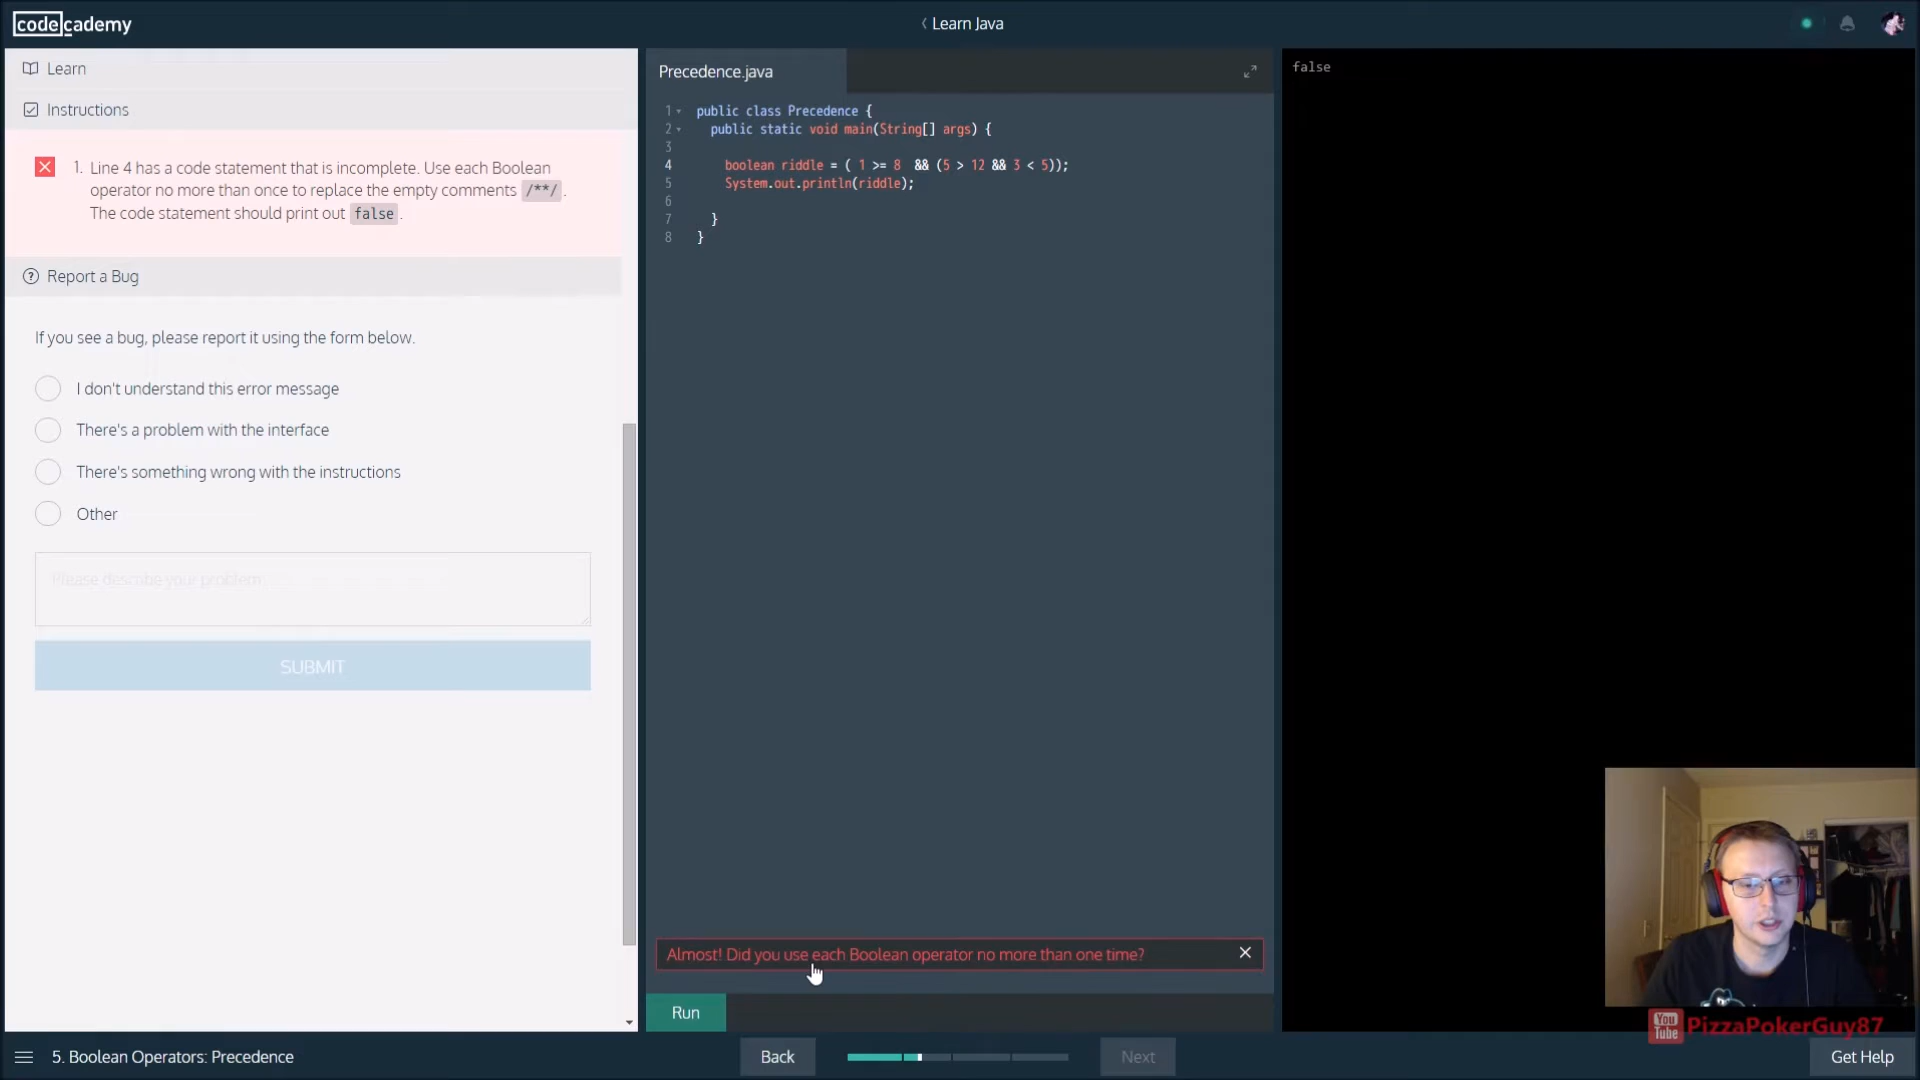 codecademy
Learn Java
Learn
Instructions
1. Line 4 has a code statement that is incomplete. Use each Boolean
operator no more than once to replace the empty comments /**/.
The code statement should print out false.
Report a Bug
If you see a bug, please report it using the form below.
I don't understand this error message
There's a problem with the interface
There's something wrong with the instructions
Other
Please describe your problem
SUBMIT
Precedence.java
1 public class Precedence {
2 public static void main(String[] args) {
3
4 boolean riddle = ( 1 >= 8 && (5 > 12 && 3 < 5));
5 System.out.println(riddle);
6
7 }
8 }
Almost! Did you use each Boolean operator no more than one time?
Run
false
5. Boolean Operators: Precedence
Back
Next
Get Help
You Tube PizzaPokerGuy87